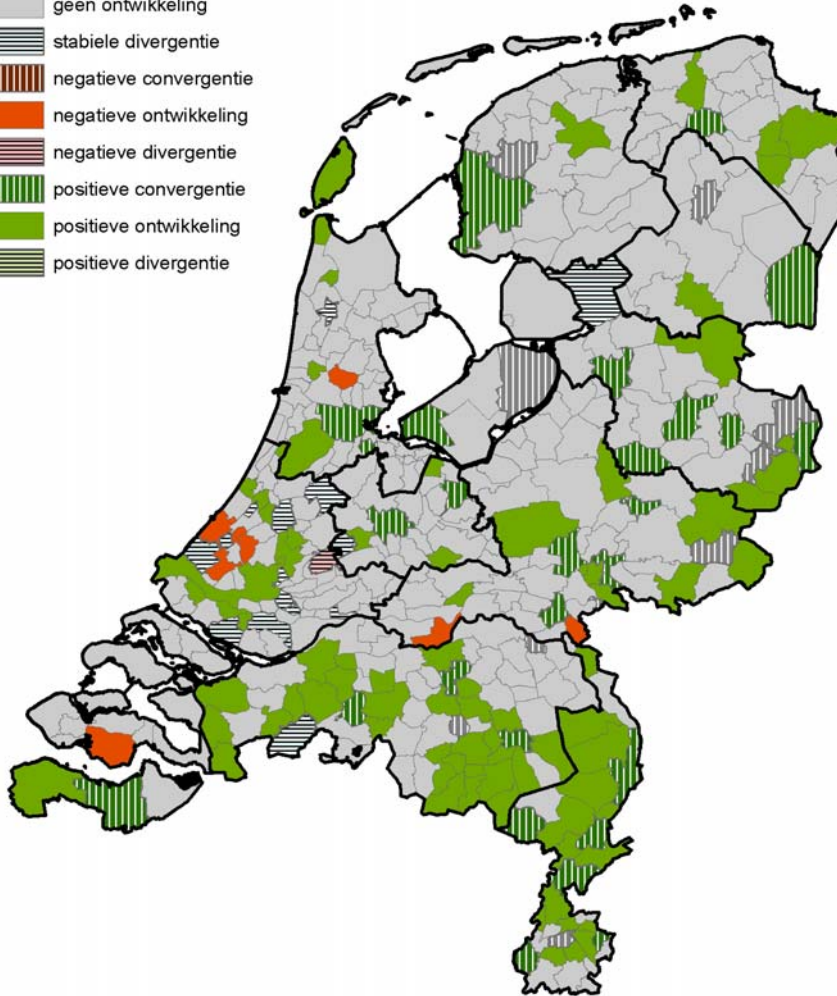 geen ontwikkeling
stabiele divergentie
negatieve convergentie
negatieve ontwikkeling
negatieve divergentie
positieve convergentie
positieve ontwikkeling
positieve divergentie